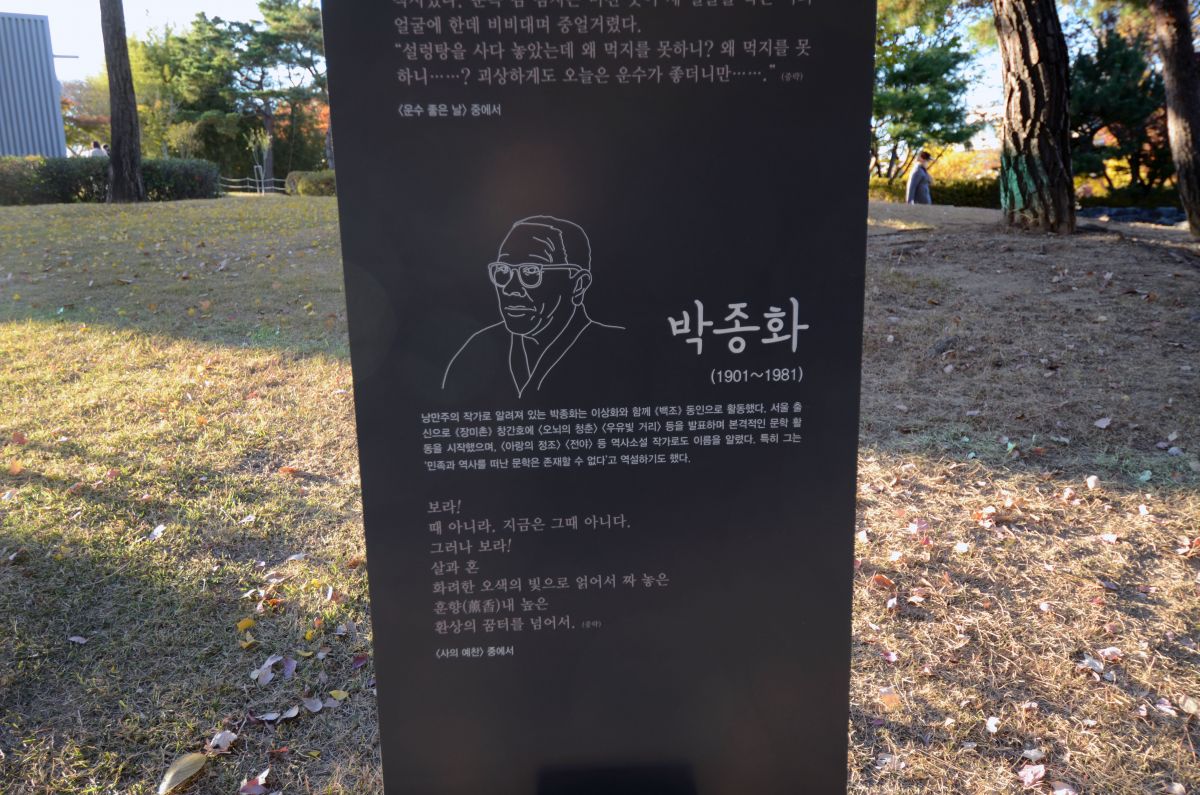 얼굴에 한데 비비대며 중얼거렸다.
“설렁탕을 사다 놓았는데 왜 먹지를 못하니? 왜 먹지를 못
하니……? 괴상하게도 오늘은 운수가 좋더니만…….” (중략)
〈운수 좋은 날〉 중에서
박종화
(1901~1981)
낭만주의 작가로 알려져 있는 박종화는 이상화와 함께 《백조》 동인으로 활동했다. 서울 출
신으로 《장미촌》 창간호에 〈오뇌의 청춘〉 〈우유빛 거리〉 등을 발표하며 본격적인 문학 활
동을 시작했으며, 〈아랑의 정조〉 〈전야〉 등 역사소설 작가로도 이름을 알렸다. 특히 그는
‘민족과 역사를 떠난 문학은 존재할 수 없다’고 역설하기도 했다.
보라!
때 아니라, 지금은 그때 아니다.
그러나 보라!
살과 혼
화려한 오색의 빛으로 얽어서 짜 놓은
훈향(薰香)내 높은
환상의 꿈터를 넘어서. (중략)
〈사의 예찬〉 중에서